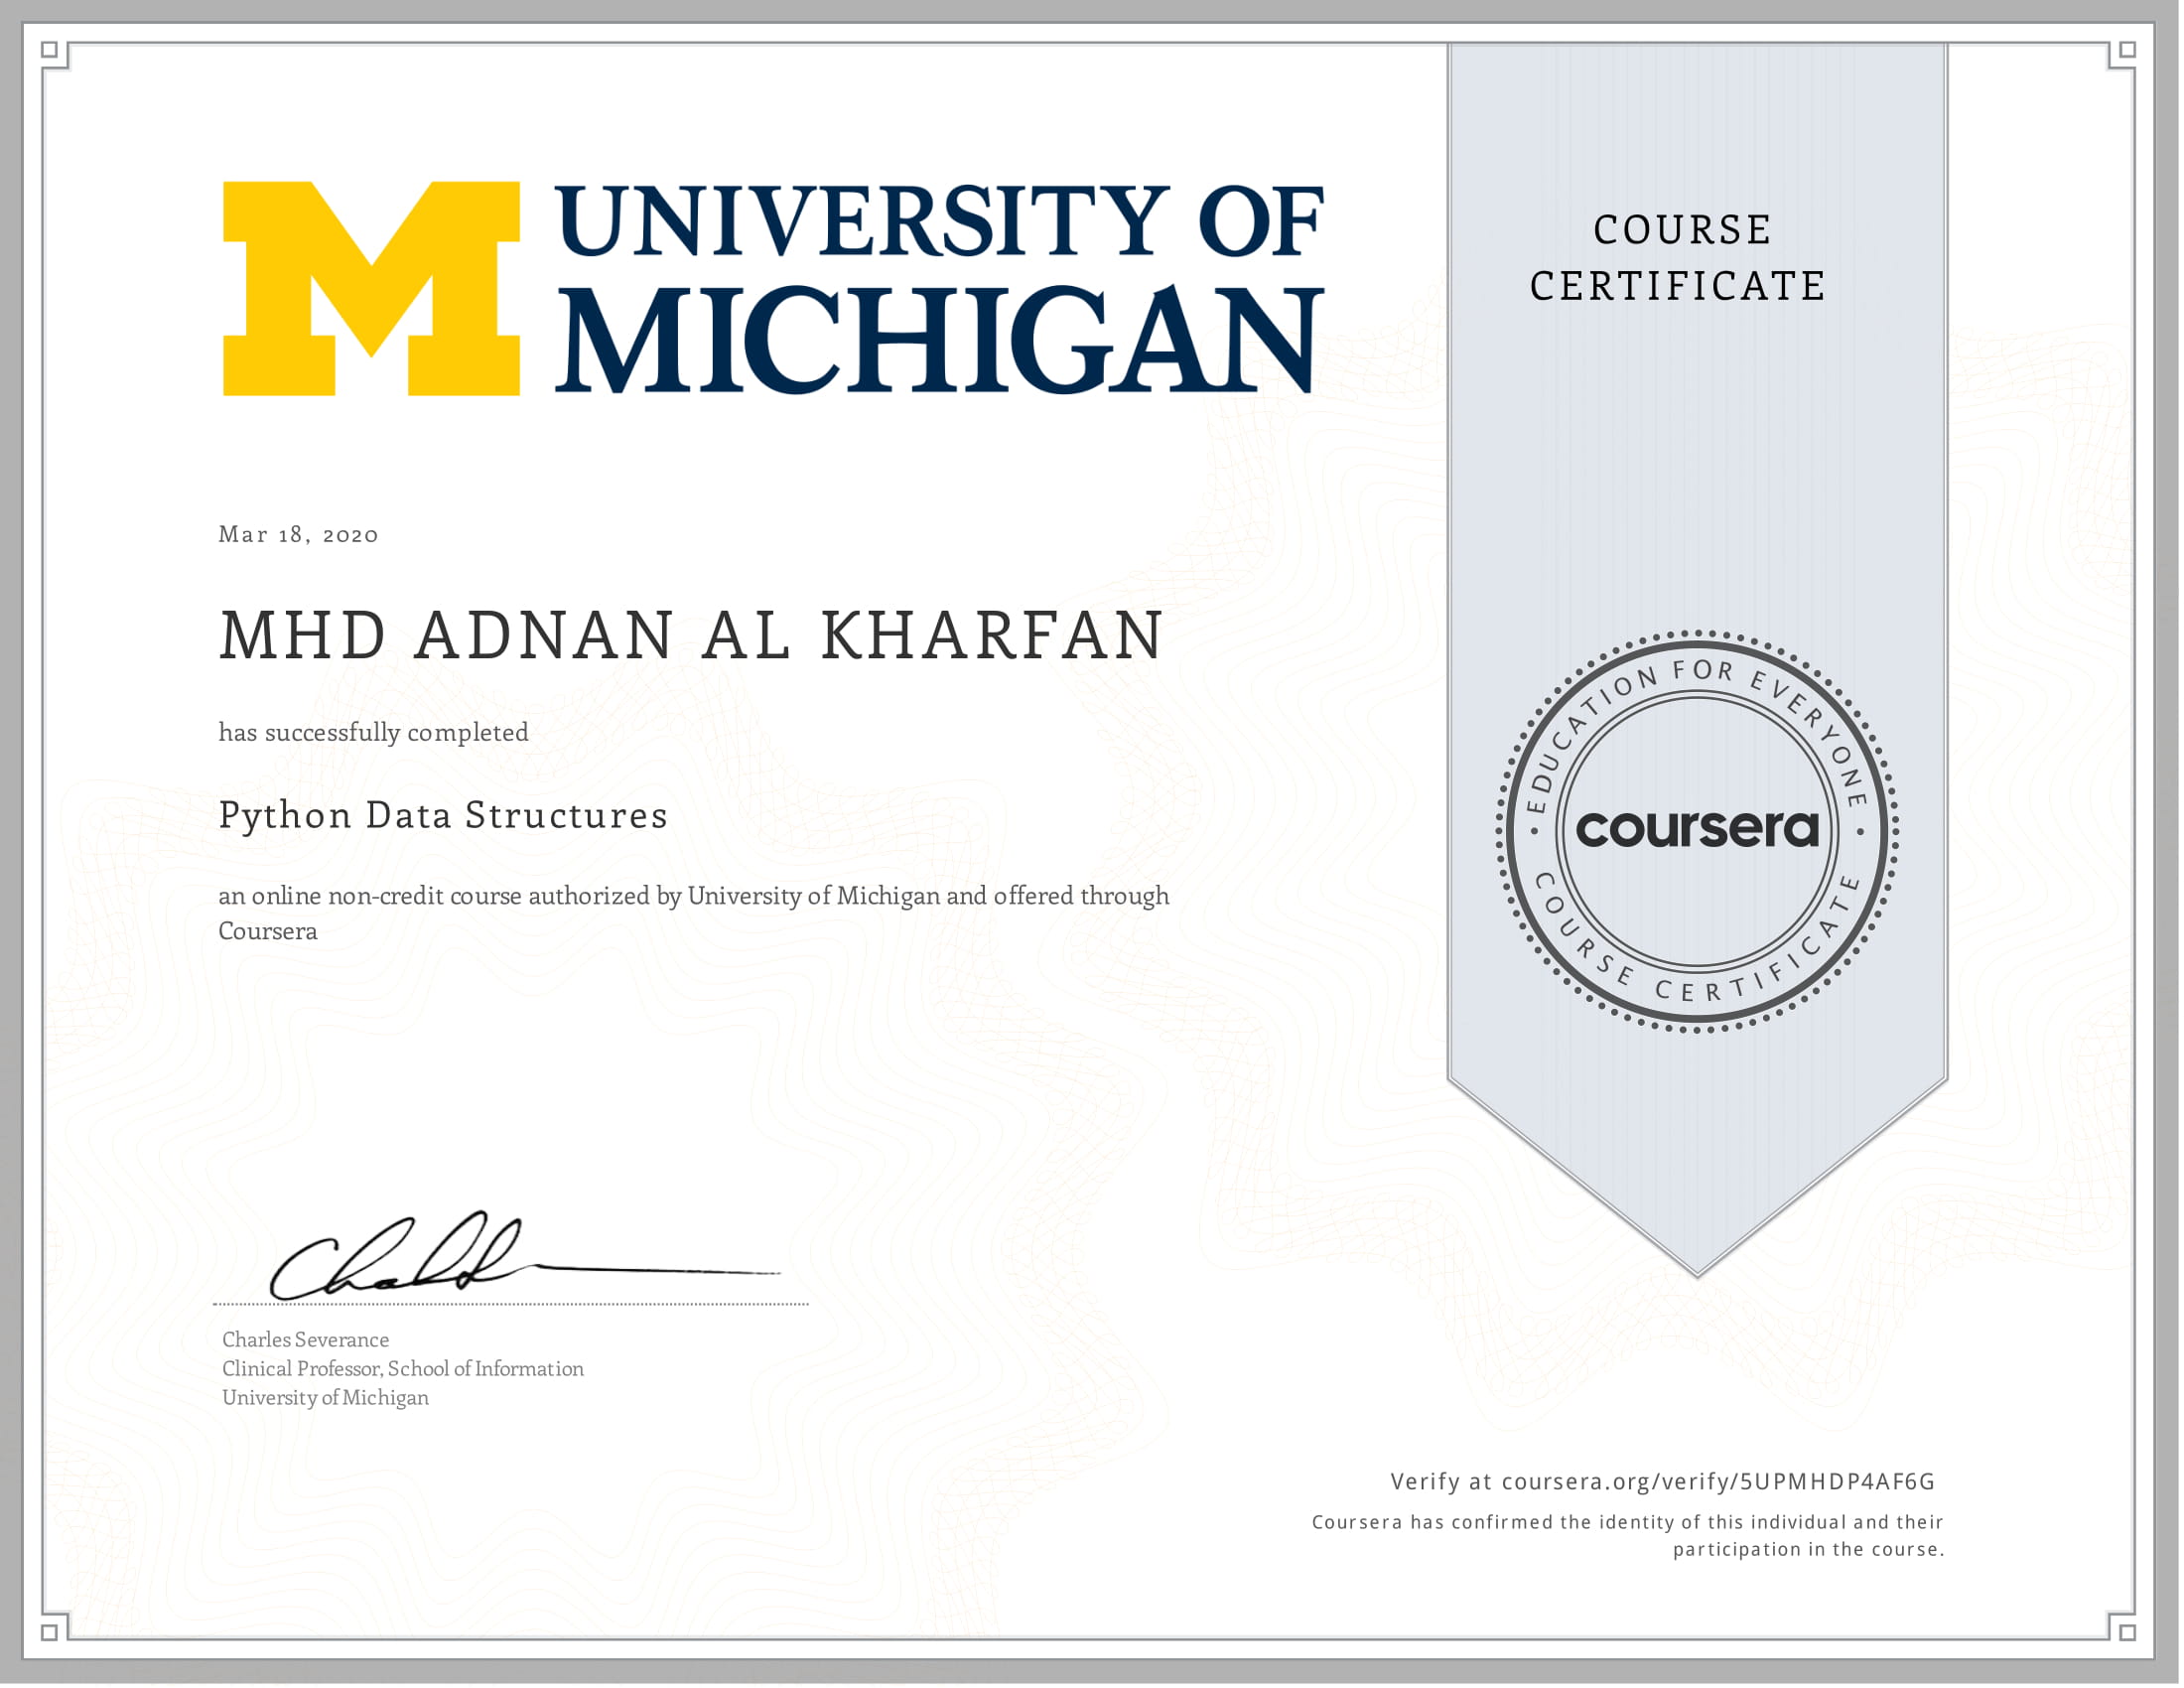 UNIVERSITY OF
MICHIGAN
COURSE
CERTIFICATE
Mar 18, 2020
MHD ADNAN AL KHARFAN
has successfully completed
Python Data Structures
an online non-credit course authorized by University of Michigan and offered through
Coursera
EDUCATION FOR EVERYONE
coursera
COURSE CERTIFICATE
Charles Severance
Clinical Professor, School of Information
University of Michigan
Verify at coursera.org/verify/5UPMHDP4AF6G
Coursera has confirmed the identity of this individual and their
participation in the course.